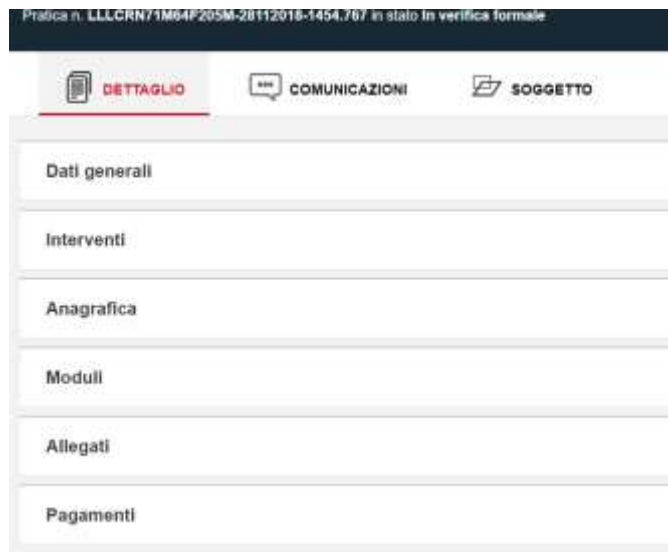 Pratica n. LLLCRN71M64F205M-28112018-1454.767 in stato In verifica formale
DETTAGLIO
COMUNICAZIONI
SOGGETTO
Dati generali
Interventi
Anagrafica
Moduli
Allegati
Pagamenti